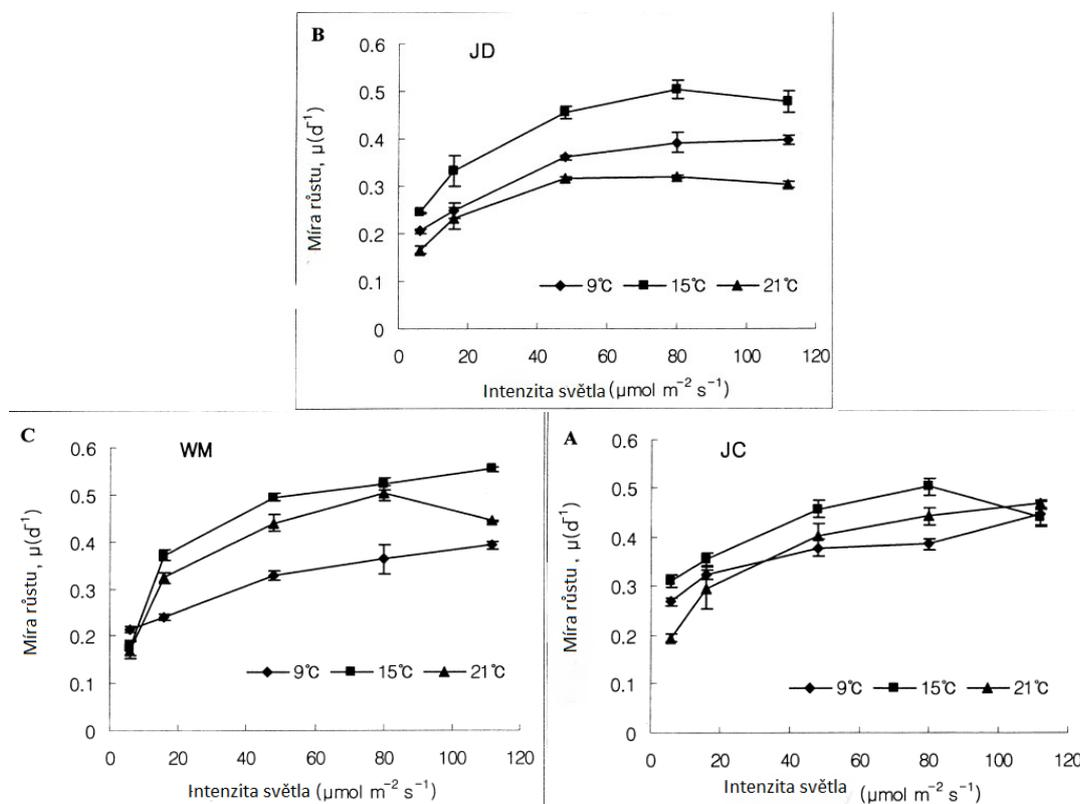 B
JD
0.6
0.5
0.4
0.3
0.2
0.1
0
Míra růstu, μ(d⁻¹)
9℃ 15℃ 21℃
0 20 40 60 80 100 120
Intenzita světla (μmol m⁻² s⁻¹)
C
WM
0.6
0.5
0.4
0.3
0.2
0.1
0
Míra růstu, μ(d⁻¹)
9℃ 15℃ 21℃
0 20 40 60 80 100 120
Intenzita světla (μmol m⁻² s⁻¹)
A
JC
0.6
0.5
0.4
0.3
0.2
0.1
0
Míra růstu, μ(d⁻¹)
9℃ 15℃ 21℃
0 20 40 60 80 100 120
Intenzita světla (μmol m⁻² s⁻¹)